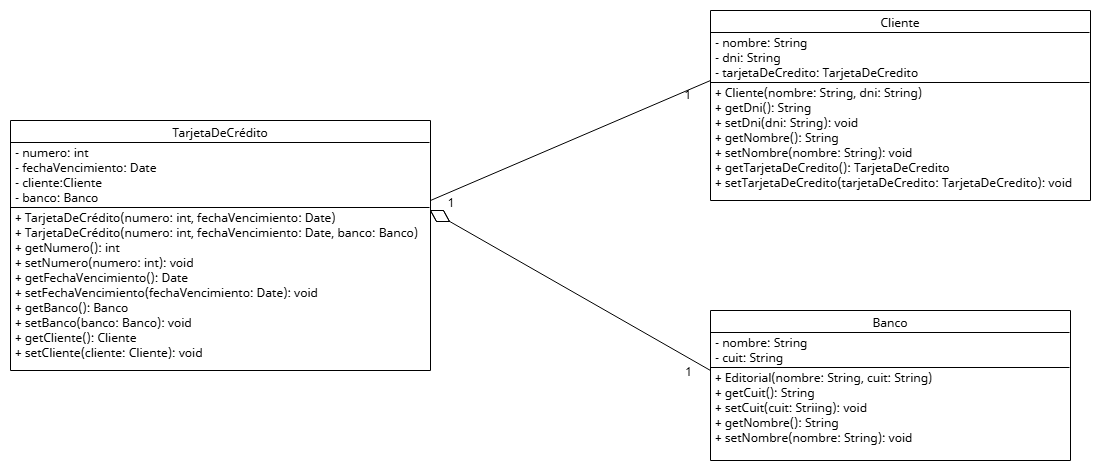 Cliente
- nombre: String
- dni: String
- tarjetaDeCredito: TarjetaDeCredito
+ Cliente(nombre: String, dni: String)
+ getDni(): String
+ setDni(dni: String): void
+ getNombre(): String
+ setNombre(nombre: String): void
+ getTarjetaDeCredito(): TarjetaDeCredito
+ setTarjetaDeCredito(tarjetaDeCredito: TarjetaDeCredito): void
1
TarjetaDeCrédito
- numero: int
- fechaVencimiento: Date
- cliente:Cliente
- banco: Banco
+ TarjetaDeCrédito(numero: int, fechaVencimiento: Date)
+ TarjetaDeCrédito(numero: int, fechaVencimiento: Date, banco: Banco)
+ getNumero(): int
+ setNumero(numero: int): void
+ getFechaVencimiento(): Date
+ setFechaVencimiento(fechaVencimiento: Date): void
+ getBanco(): Banco
+ setBanco(banco: Banco): void
+ getCliente(): Cliente
+ setCliente(cliente: Cliente): void
1
Banco
- nombre: String
- cuit: String
+ Editorial(nombre: String, cuit: String)
+ getCuit(): String
+ setCuit(cuit: Striing): void
+ getNombre(): String
+ setNombre(nombre: String): void
1